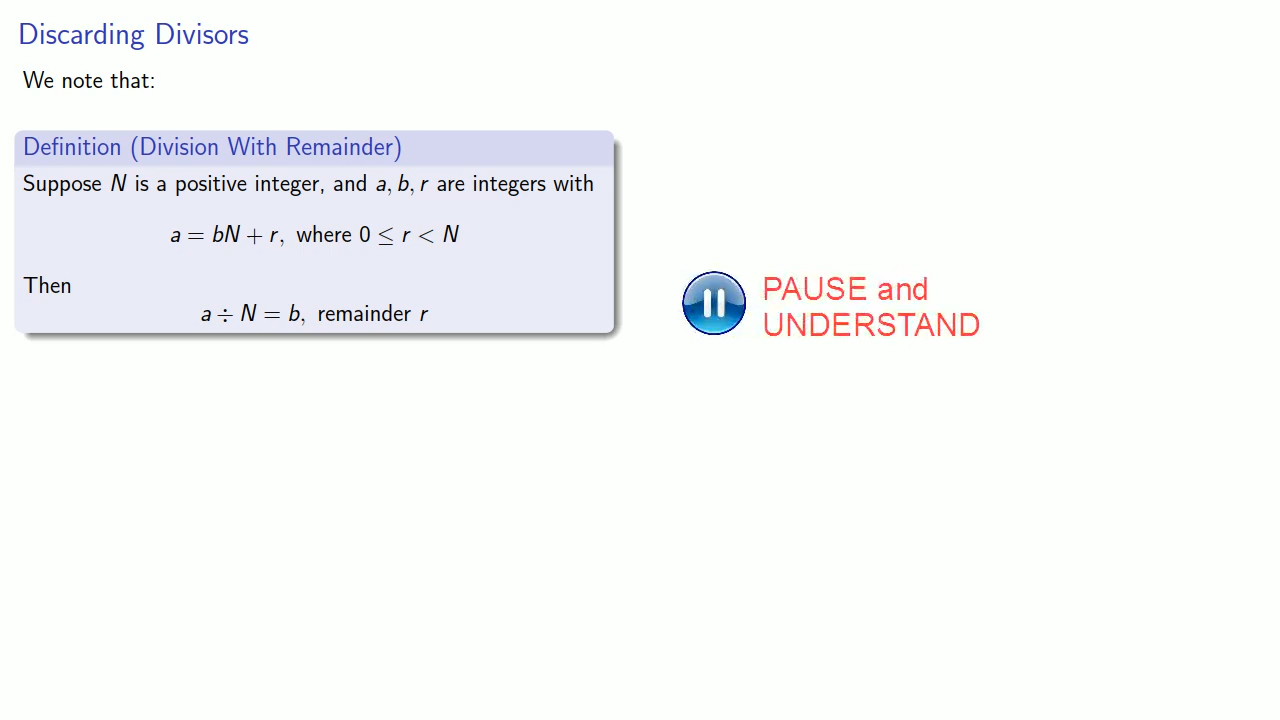 Discarding Divisors
We note that:
Definition (Division With Remainder)
Suppose N is a positive integer, and a, b, r are integers with
a = bN + r, where 0 ≤ r < N
Then
a ÷ N = b, remainder r
PAUSE and
UNDERSTAND